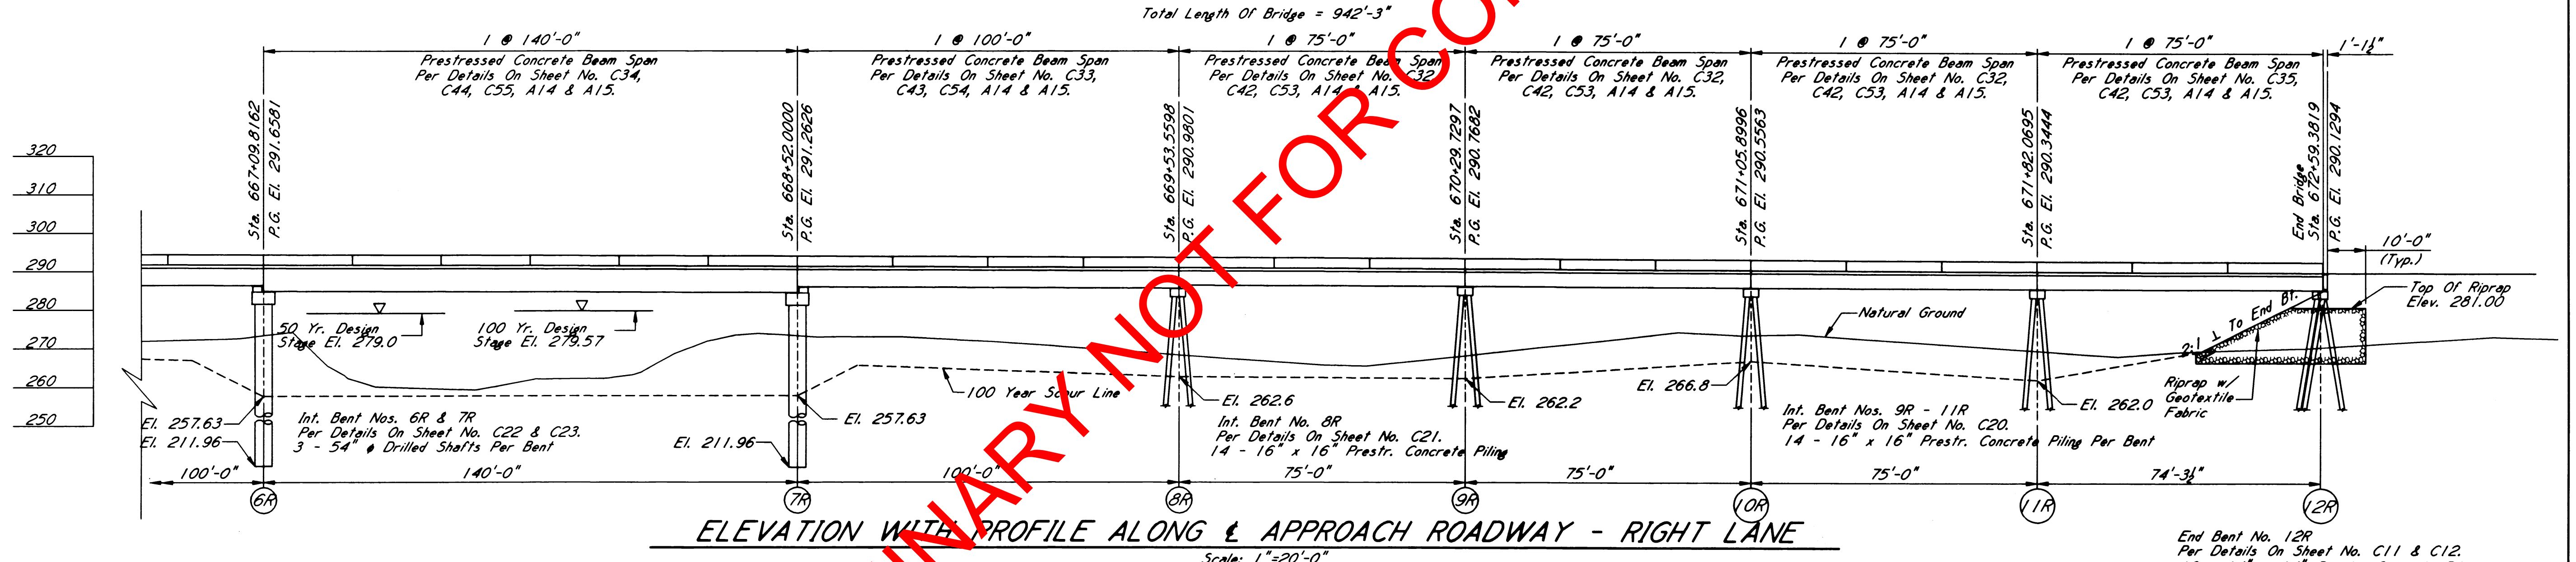 Total Length Of Bridge = 942'-3"
1 @ 140'-0"
Prestressed Concrete Beam Span
Per Details On Sheet No. C34,
C44, C55, A14 & A15.
1 @ 100'-0"
Prestressed Concrete Beam Span
Per Details On Sheet No. C33,
C43, C54, A14 & A15.
1 @ 75'-0"
Prestressed Concrete Beam Span
Per Details On Sheet No. C32,
C42, C53, A14 & A15.
1 @ 75'-0"
Prestressed Concrete Beam Span
Per Details On Sheet No. C32,
C42, C53, A14 & A15.
1 @ 75'-0"
Prestressed Concrete Beam Span
Per Details On Sheet No. C32,
C42, C53, A14 & A15.
1 @ 75'-0"
Prestressed Concrete Beam Span
Per Details On Sheet No. C35,
C42, C53, A14 & A15.
1'-1½"
Sta. 667+09.8162
P.G. El. 291.6581
Sta. 668+52.0000
P.G. El. 291.2626
Sta. 669+53.5598
P.G. El. 290.9801
Sta. 670+29.7297
P.G. El. 290.7682
Sta. 671+05.8996
P.G. El. 290.5563
Sta. 671+82.0695
P.G. El. 290.3444
End Bridge
Sta. 672+59.3819
P.G. El. 290.1294
320
310
300
290
280
270
260
250
10'-0"
(Typ.)
50 Yr. Design
Stage El. 279.0
100 Yr. Design
Stage El. 279.57
Natural Ground
2:1 ⊥ To End Bt.
Top Of Riprap
Elev. 281.00
100 Year Scour Line
Riprap w/
Geotextile
Fabric
El. 257.63
El. 211.96
Int. Bent Nos. 6R & 7R
Per Details On Sheet No. C22 & C23.
3 - 54" ϕ Drilled Shafts Per Bent
El. 257.63
El. 211.96
El. 262.6
Int. Bent No. 8R
Per Details On Sheet No. C21.
14 - 16" x 16" Prestr. Concrete Piling
El. 262.2
El. 266.8
Int. Bent Nos. 9R - 11R
Per Details On Sheet No. C20.
14 - 16" x 16" Prestr. Concrete Piling Per Bent
El. 262.0
100'-0"
140'-0"
100'-0"
75'-0"
75'-0"
75'-0"
74'-3½"
6R
7R
8R
9R
10R
11R
12R
ELEVATION WITH PROFILE ALONG ℄ APPROACH ROADWAY - RIGHT LANE
Scale: 1"=20'-0"
End Bent No. 12R
Per Details On Sheet No. C11 & C12.
INARY NOT FOR CO